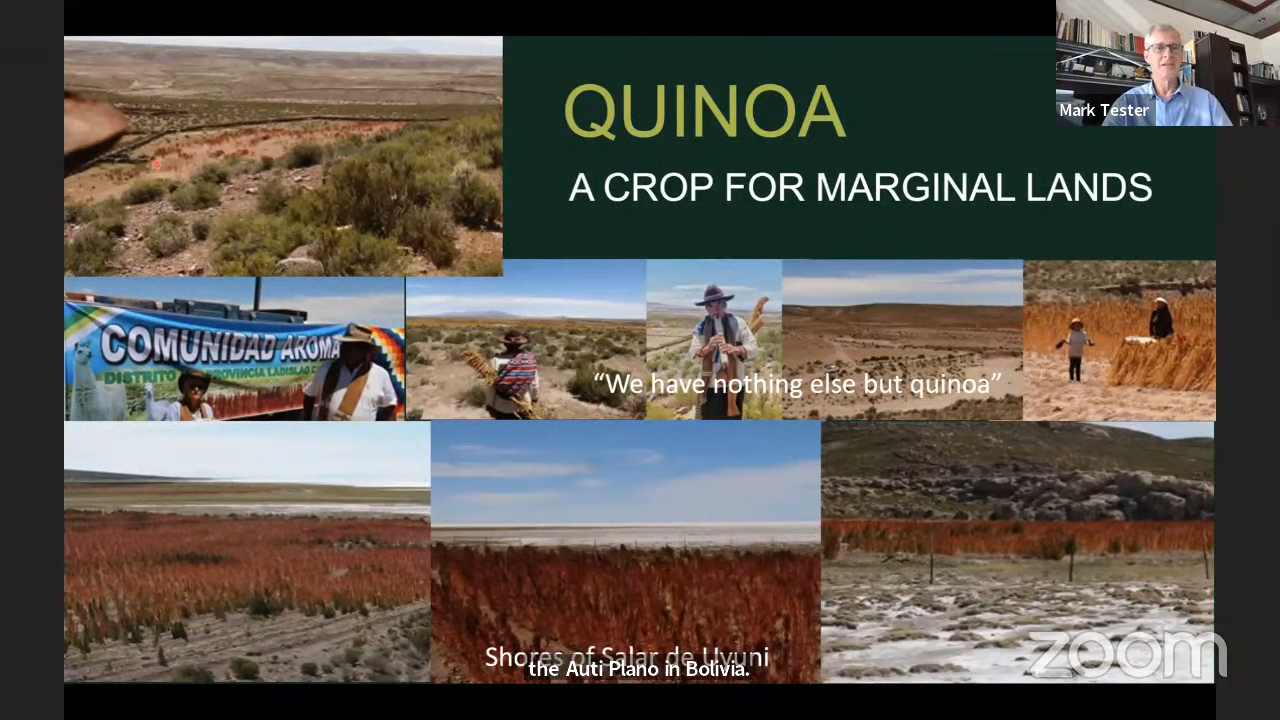 QUINOA
A CROP FOR MARGINAL LANDS
Mark Tester
COMUNIDAD AROMA
DISTRITO
PROVINCIA LADISLAO
“We have nothing else but quinoa”
Shores of Salar de Uyuni
the Auti Plano in Bolivia.
zoom